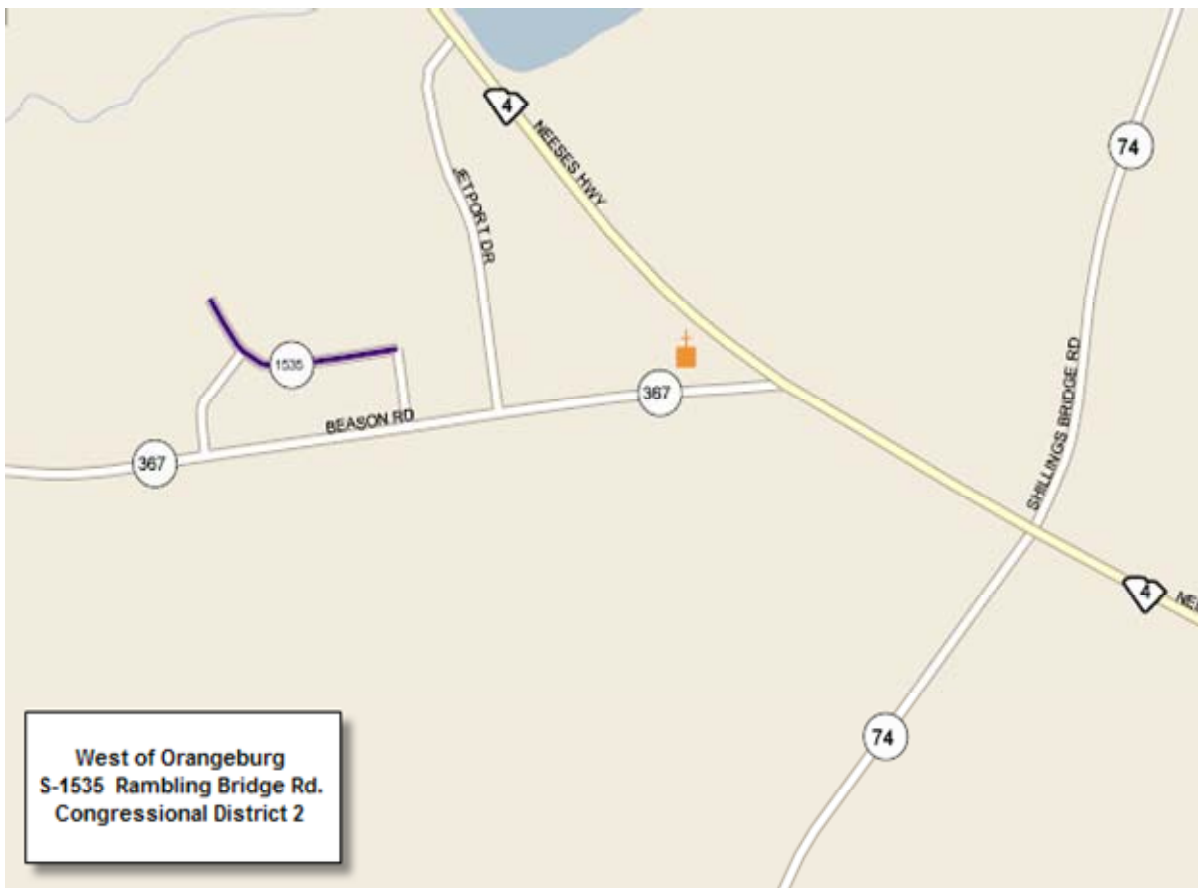 4
NEESES HWY
74
JETPORT DR
1535
367
BEASON RD
SHILLINGS BRIDGE RD
367
4
74
West of Orangeburg
S-1535 Rambling Bridge Rd.
Congressional District 2